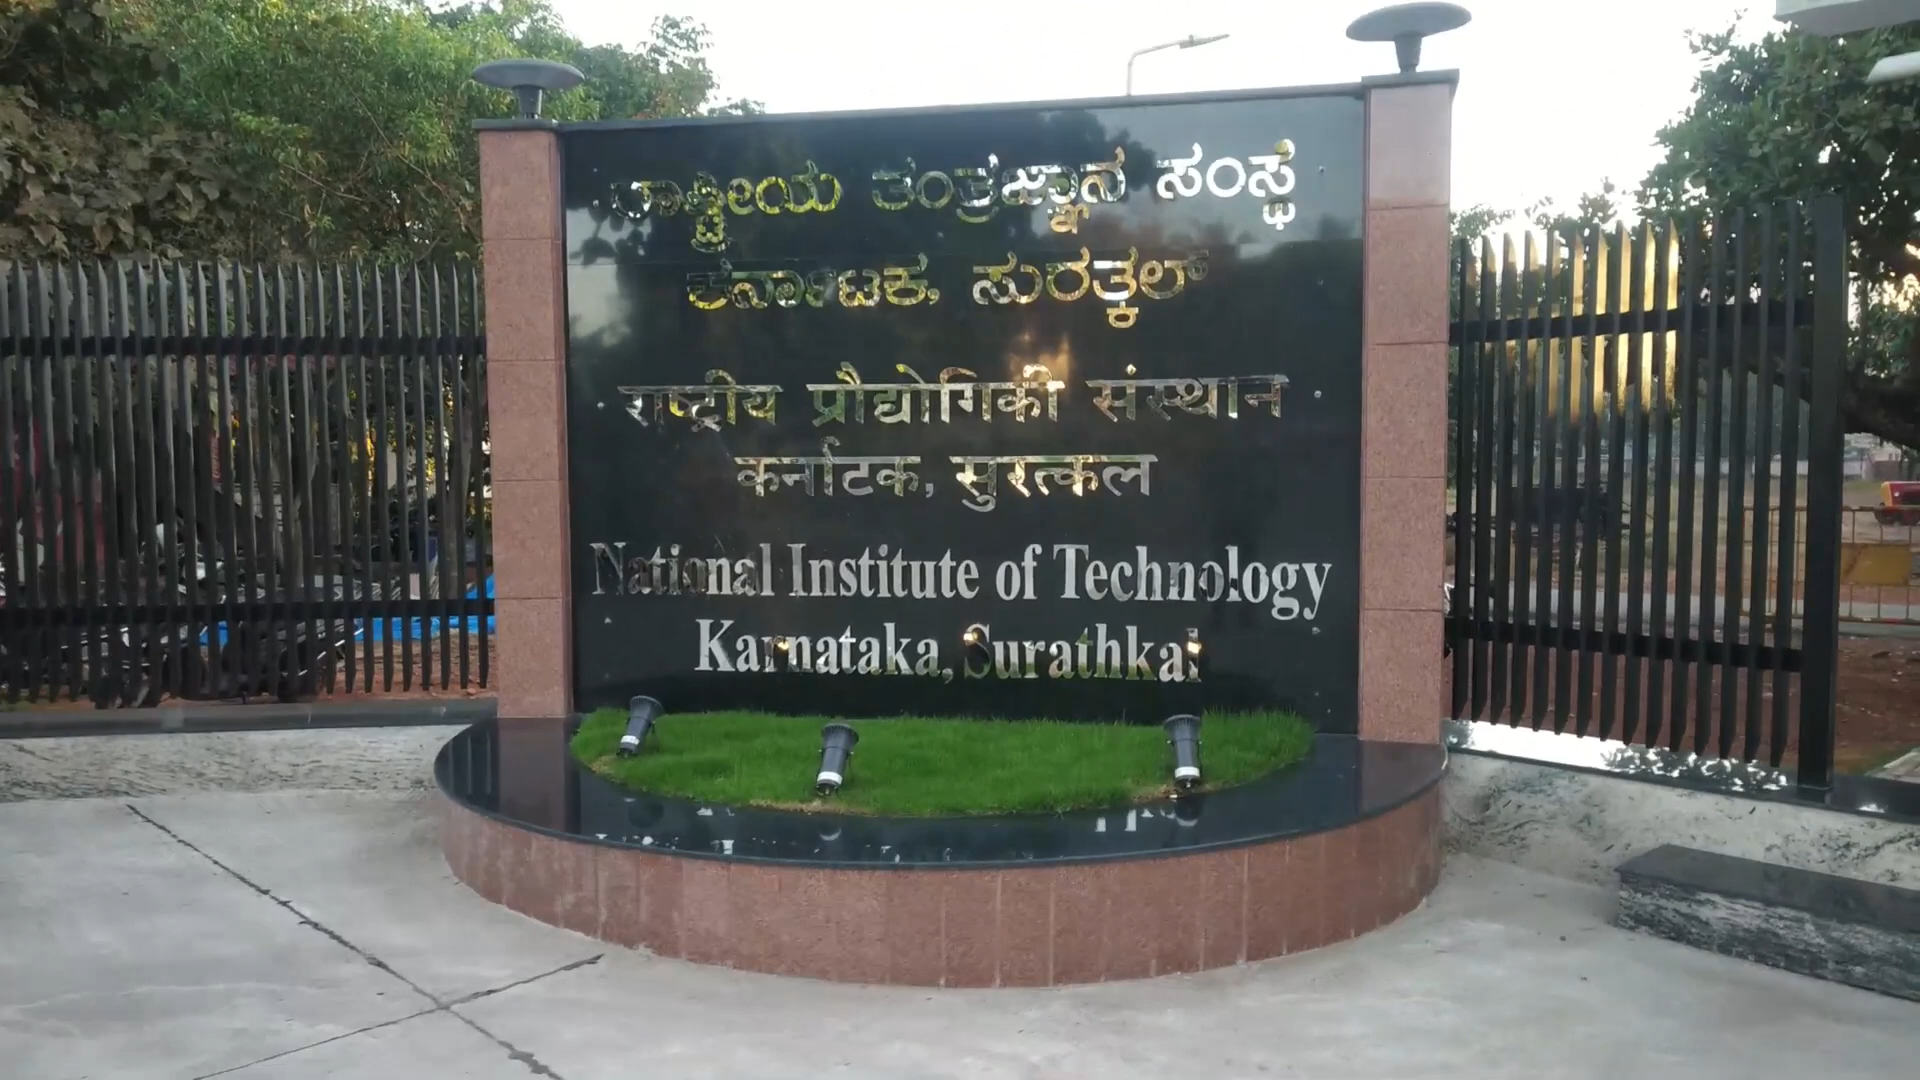 ರಾಷ್ಟ್ರೀಯ ತಂತ್ರಜ್ಞಾನ ಸಂಸ್ಥೆ
ಕರ್ನಾಟಕ, ಸುರತ್ಕಲ್
राष्ट्रीय प्रौद्योगिकी संस्थान
कर्नाटक, सुरत्कल
National Institute of Technology
Karnataka, Surathkal